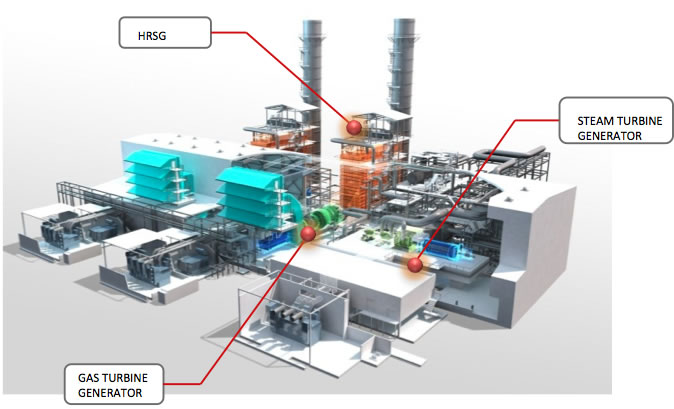 HRSG
STEAM TURBINE
GENERATOR
GAS TURBINE
GENERATOR